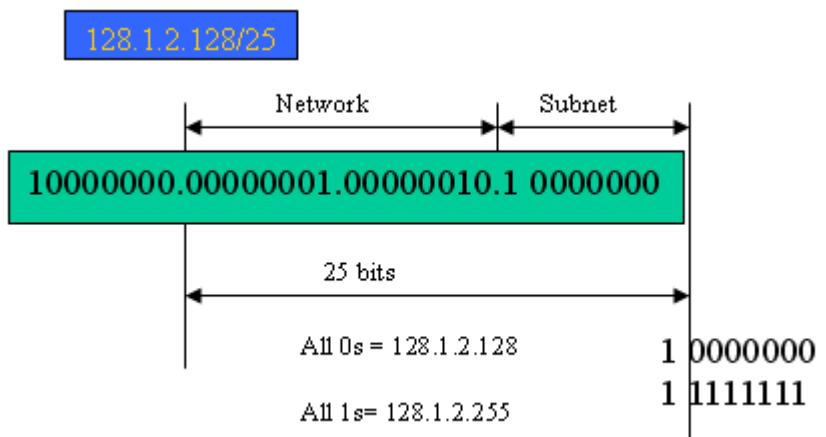 128.1.2.128/25
Network Subnet
10000000.00000001.00000010.1 0000000
25 bits
All 0s = 128.1.2.128 1 0000000
All 1s= 128.1.2.255 1 1111111